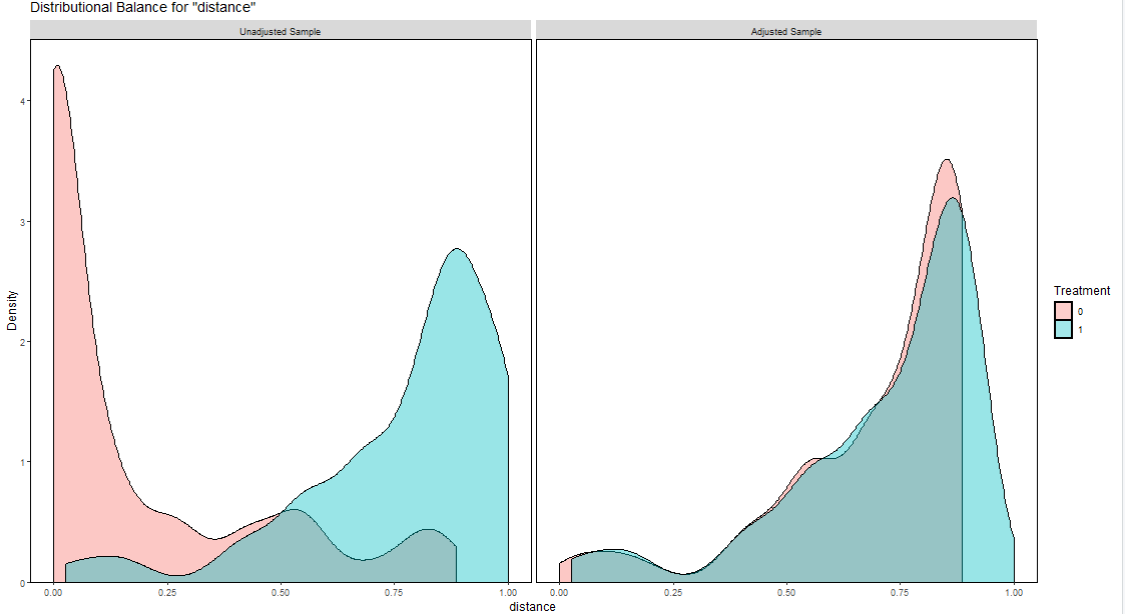 Distributional Balance for "distance"
Unadjusted Sample
Adjusted Sample
Density
4
3
2
1
0
0.00
0.25
0.50
0.75
1.00
0.00
0.25
0.50
0.75
1.00
distance
Treatment
0
1